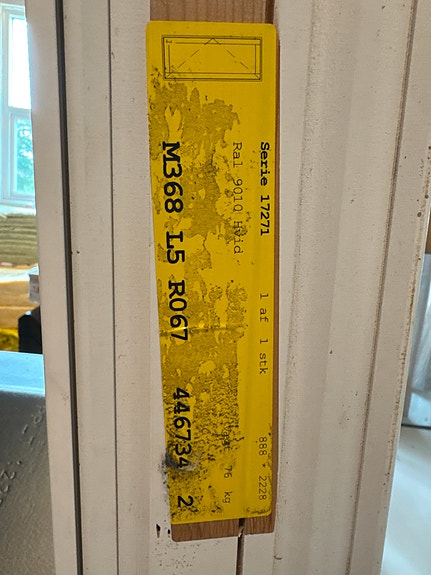 Serie 17271 1 af 1 stk 888 * 2228
Ral 9010 Hvid 76 kg
M368 L5 R067 446734 2